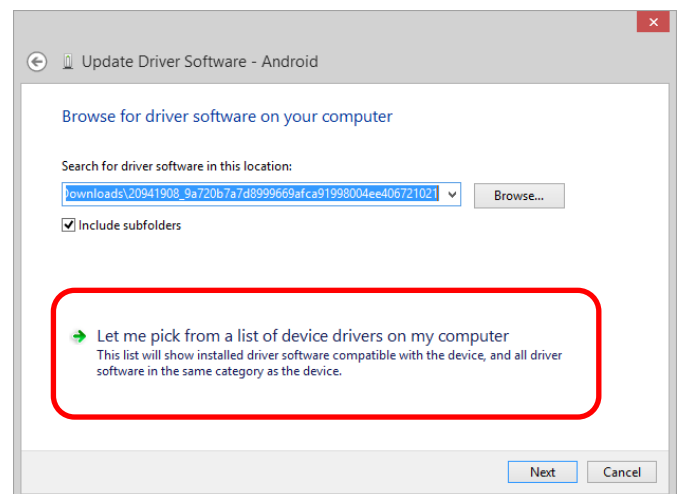 Update Driver Software - Android
Browse for driver software on your computer
Search for driver software in this location:
Downloads\20941908_9a720b7a7d8999669afca91998004ee406721021
Browse...
Include subfolders
Let me pick from a list of device drivers on my computer
This list will show installed driver software compatible with the device, and all driver
software in the same category as the device.
Next
Cancel